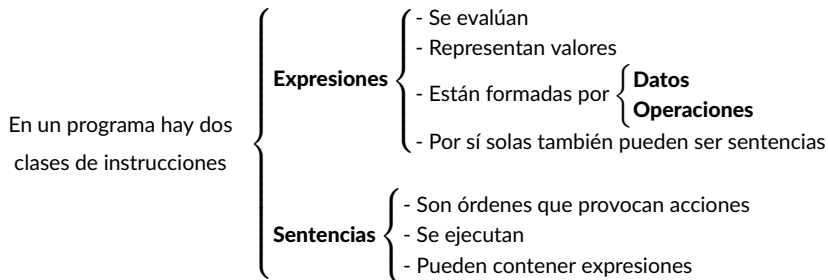 En un programa hay dos
clases de instrucciones
Expresiones
- Se evalúan
- Representan valores
- Están formadas por
Datos
Operaciones
- Por sí solas también pueden ser sentencias
Sentencias
- Son órdenes que provocan acciones
- Se ejecutan
- Pueden contener expresiones